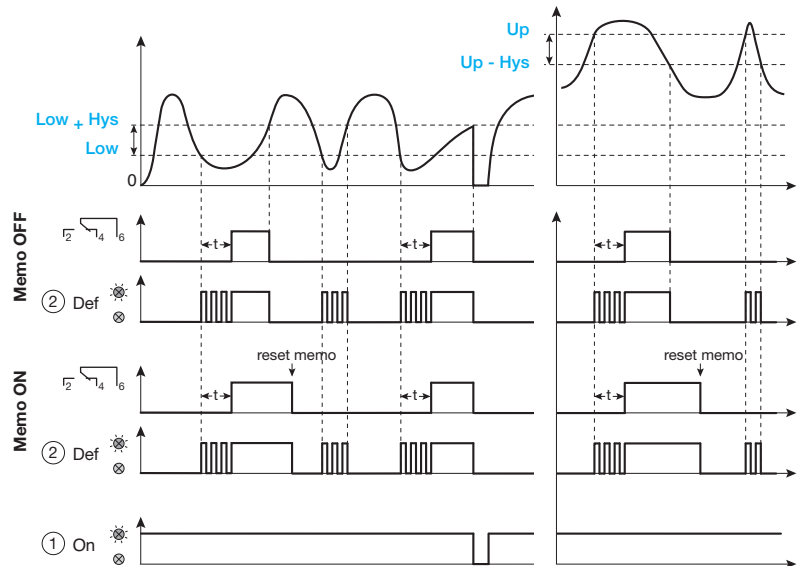 Up
Up - Hys
Low + Hys
Low
0
Memo OFF
2 4 6
t
t
t
2 Def
Memo ON
2 4 6
reset memo
reset memo
t
t
t
2 Def
1 On